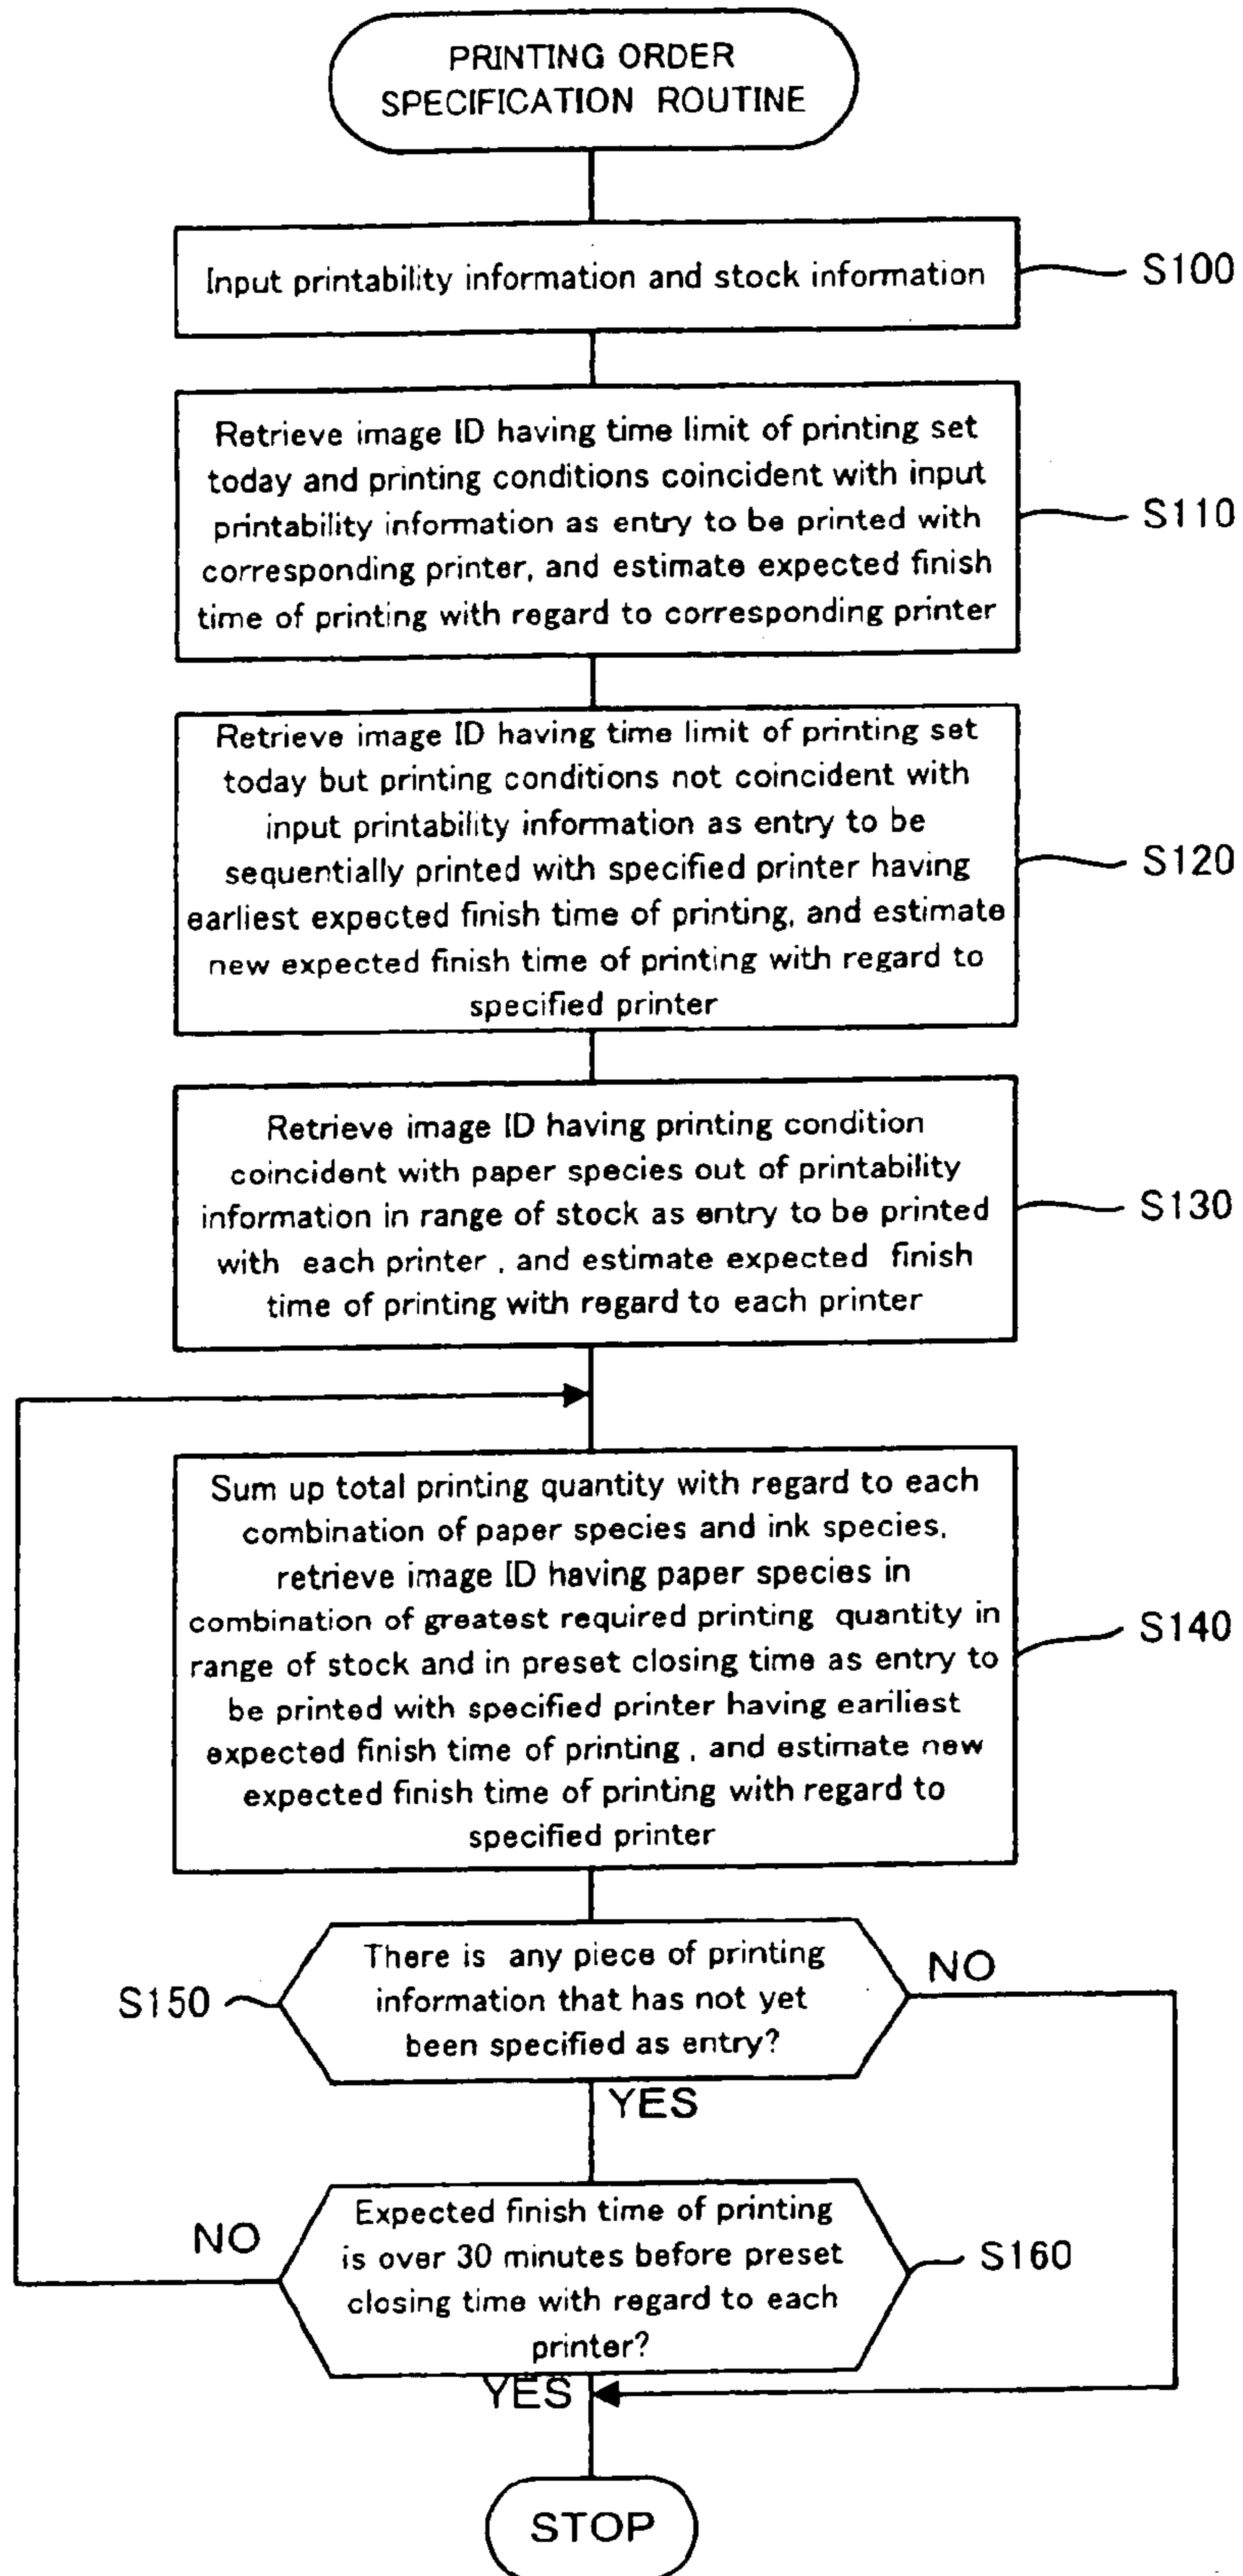 PRINTING ORDER
SPECIFICATION ROUTINE
Input printability information and stock information
S100
Retrieve image ID having time limit of printing set
today and printing conditions coincident with input
printability information as entry to be printed with
corresponding printer, and estimate expected finish
time of printing with regard to corresponding printer
S110
Retrieve image ID having time limit of printing set
today but printing conditions not coincident with
input printability information as entry to be
sequentially printed with specified printer having
earliest expected finish time of printing, and estimate
new expected finish time of printing with regard to
specified printer
S120
Retrieve image ID having printing condition
coincident with paper species out of printability
information in range of stock as entry to be printed
with each printer , and estimate expected finish
time of printing with regard to each printer
S130
Sum up total printing quantity with regard to each
combination of paper species and ink species,
retrieve image ID having paper species in
combination of greatest required printing quantity in
range of stock and in preset closing time as entry to
be printed with specified printer having eariliest
expected finish time of printing , and estimate new
expected finish time of printing with regard to
specified printer
S140
There is any piece of printing
information that has not yet
been specified as entry?
S150
NO
YES
Expected finish time of printing
is over 30 minutes before preset
closing time with regard to each
printer?
NO
S160
YES
STOP